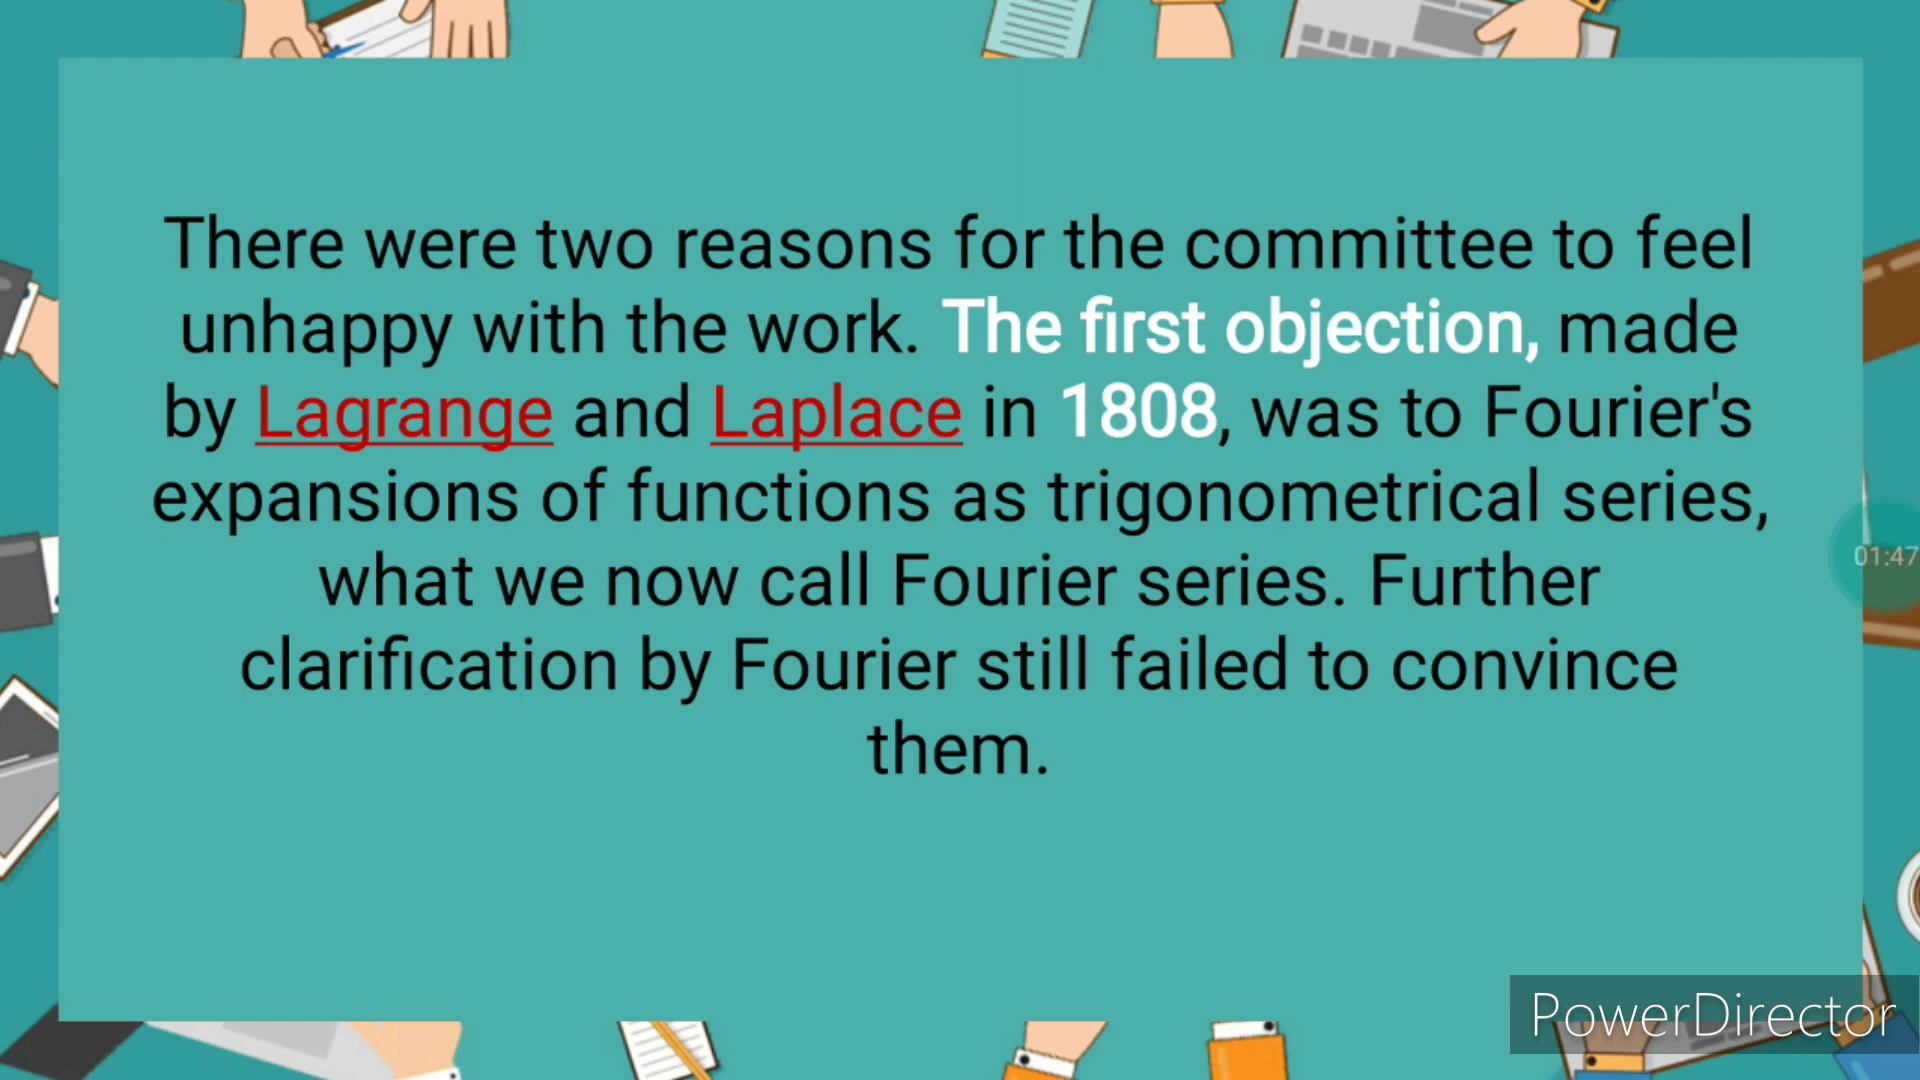 There were two reasons for the committee to feel
unhappy with the work. The first objection, made
by Lagrange and Laplace in 1808, was to Fourier's
expansions of functions as trigonometrical series,
what we now call Fourier series. Further
clarification by Fourier still failed to convince
them.
01:47
PowerDirector